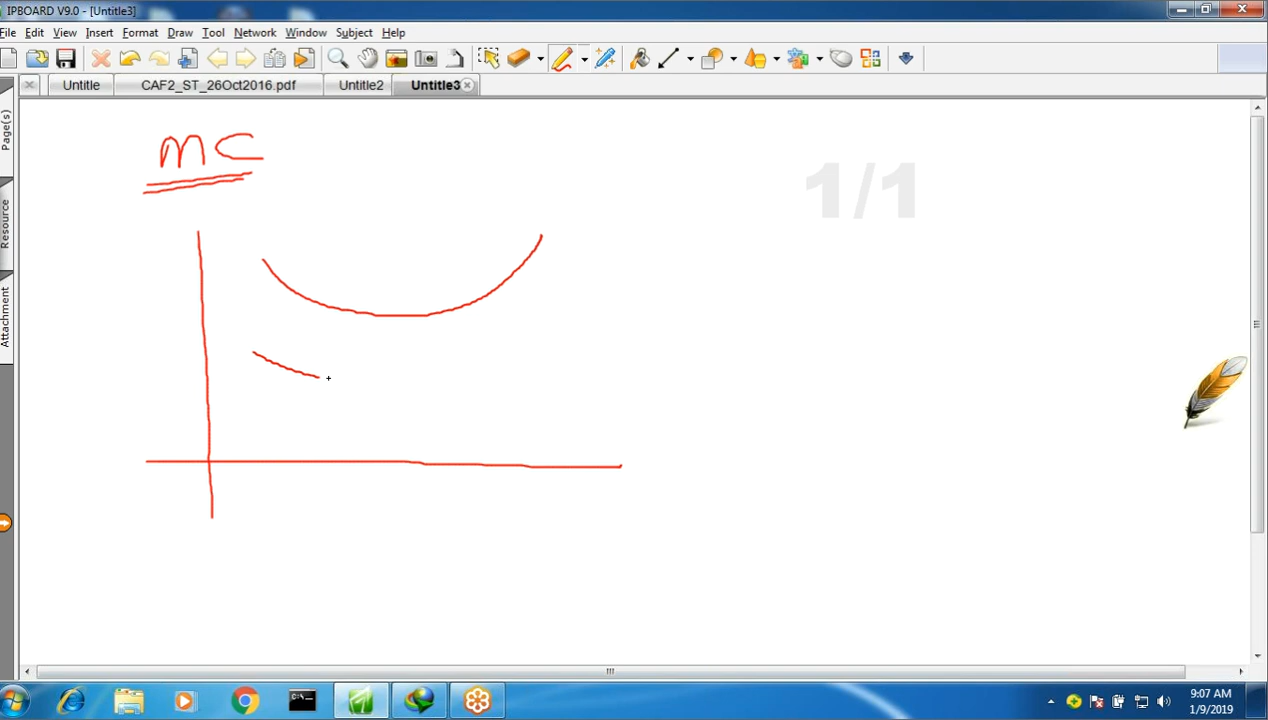 IPBOARD V9.0 - [Untitle3]
File Edit View Insert Format Draw Tool Network Window Subject Help
Untitle CAF2_ST_26Oct2016.pdf Untitle2 Untitle3
Page(s)
Resource
Attachment
MC
1/1
9:07 AM
1/9/2019